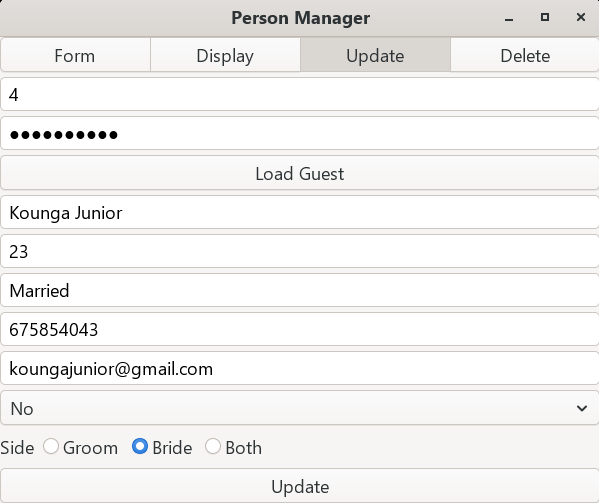 Person Manager
Form Display Update Delete
4
●●●●●●●●●●
Load Guest
Kounga Junior
23
Married
675854043
koungajunior@gmail.com
No
Side Groom Bride Both
Update